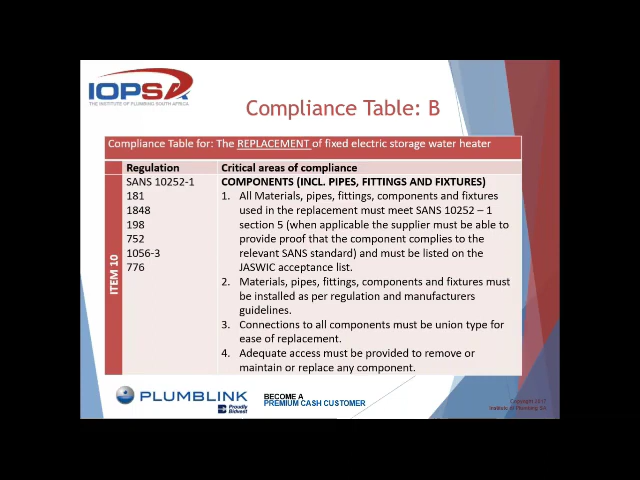 IOPSA
THE INSTITUTE OF PLUMBING SOUTH AFRICA
Compliance Table: B
Compliance Table for: The REPLACEMENT of fixed electric storage water heater
Regulation
Critical areas of compliance
ITEM 10
SANS 10252-1
181
1848
198
752
1056-3
776
COMPONENTS (INCL. PIPES, FITTINGS AND FIXTURES)
1. All Materials, pipes, fittings, components and fixtures
used in the replacement must meet SANS 10252 – 1
section 5 (when applicable the supplier must be able to
provide proof that the component complies to the
relevant SANS standard) and must be listed on the
JASWIC acceptance list.
2. Materials, pipes, fittings, components and fixtures must
be installed as per regulation and manufacturers
guidelines.
3. Connections to all components must be union type for
ease of replacement.
4. Adequate access must be provided to remove or
maintain or replace any component.
PLUMBLINK
Proudly
Bidvest
BECOME A
PREMIUM CASH CUSTOMER
Copyright 2017
Institute of Plumbing SA